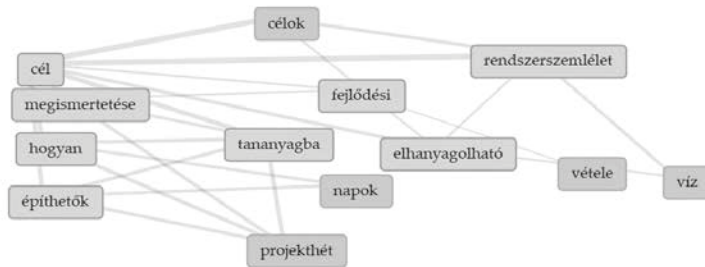 célok
cél
rendszerszemlélet
megismertetése
fejlődési
hogyan
tananyagba
elhanyagolható
vétele
víz
építhetők
napok
projekthét